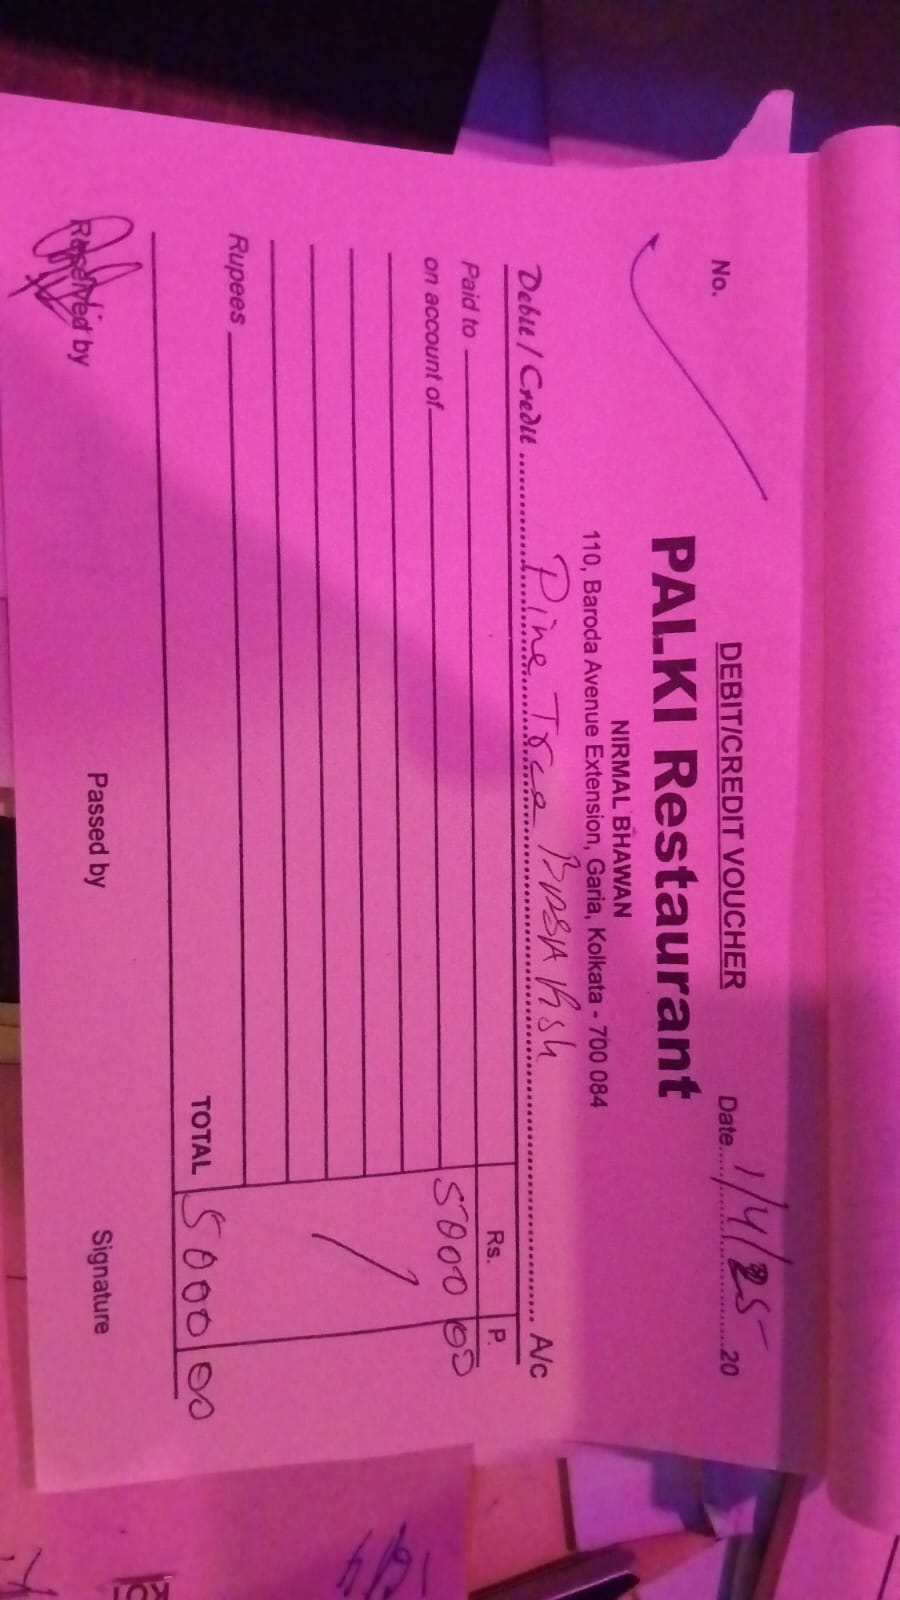 DEBIT/CREDIT VOUCHER
No. Date 1/4/25 20
PALKI Restaurant
NIRMAL BHAWAN
110, Baroda Avenue Extension, Garia, Kolkata - 700 084
Debit / Credit Pine Tree A/c
Rs. P.
Paid to
on account of 5000 00
Rupees
TOTAL 5000 00
Received by Passed by Signature